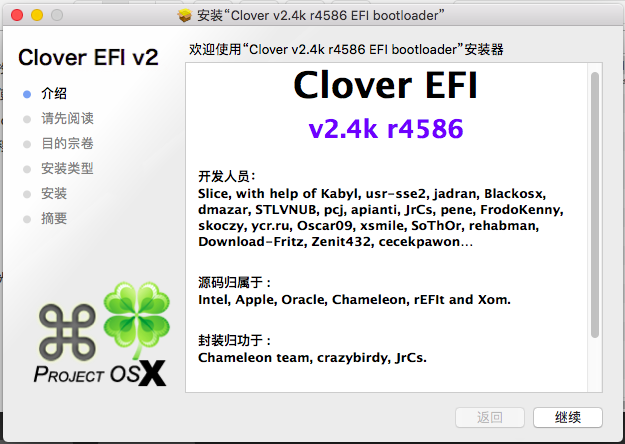 安装“Clover v2.4k r4586 EFI bootloader”
Clover EFI v2
欢迎使用“Clover v2.4k r4586 EFI bootloader”安装器
介绍
请先阅读
目的宗卷
安装类型
安装
摘要
Clover EFI
v2.4k r4586
开发人员：
Slice, with help of Kabyl, usr-sse2, jadran, Blackosx,
dmazar, STLVNUB, pcj, apianti, JrCs, pene, FrodoKenny,
skoczy, ycr.ru, Oscar09, xsmile, SoThOr, rehabman,
Download-Fritz, Zenit432, cecekpawon…
源码归属于：
Intel, Apple, Oracle, Chameleon, rEFIt and Xom.
封装归功于：
Chameleon team, crazybirdy, JrCs.
PROJECT OSX
返回
继续